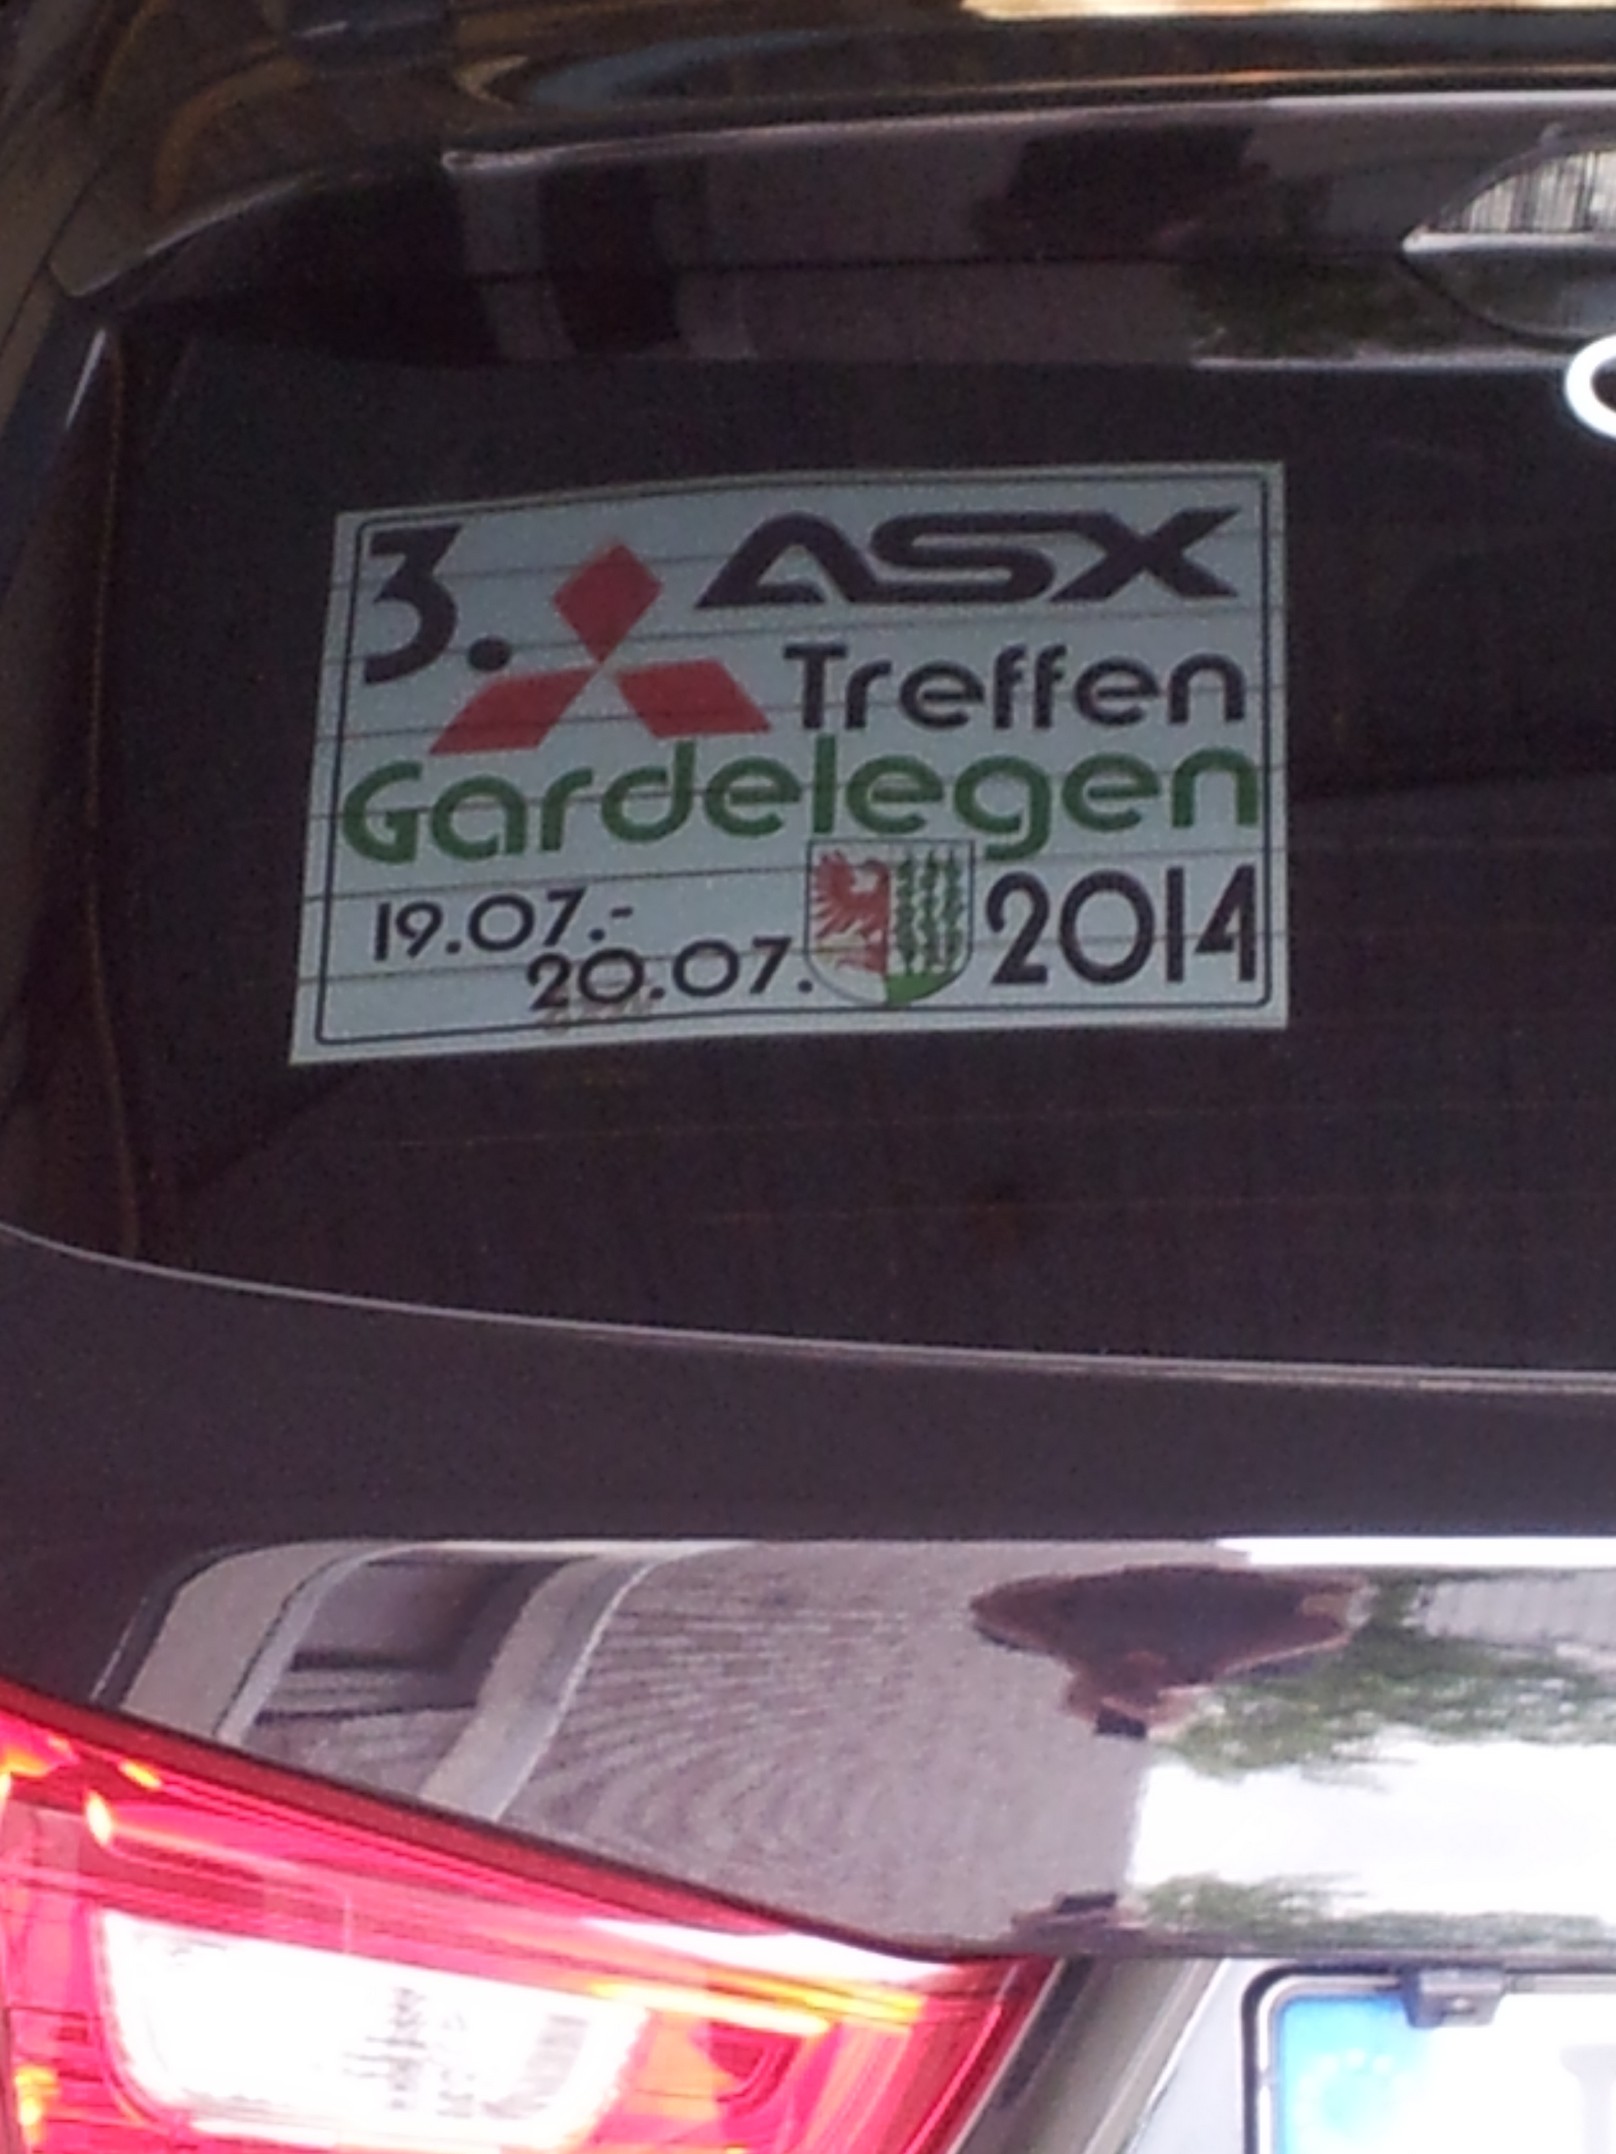 3. ASX
Treffen
Gardelegen
19.07.-
20.07. 2014